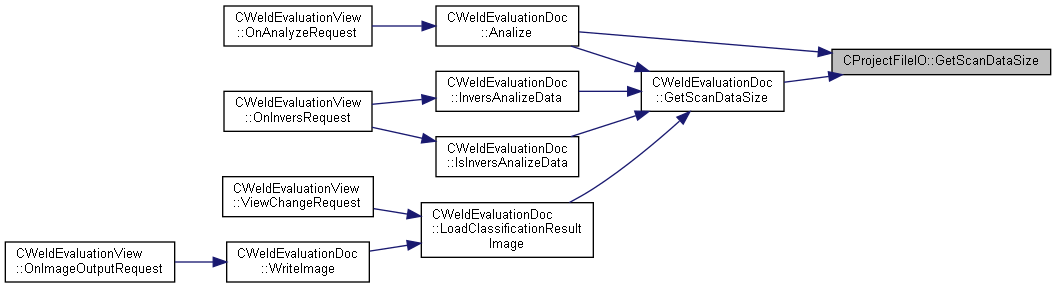 CWeldEvaluationView
::OnAnalyzeRequest
CWeldEvaluationDoc
::Analize
CProjectFileIO::GetScanDataSize
CWeldEvaluationView
::OnInversRequest
CWeldEvaluationDoc
::InversAnalizeData
CWeldEvaluationDoc
::GetScanDataSize
CWeldEvaluationDoc
::IsInversAnalizeData
CWeldEvaluationView
::ViewChangeRequest
CWeldEvaluationDoc
::LoadClassificationResult
Image
CWeldEvaluationView
::OnImageOutputRequest
CWeldEvaluationDoc
::WriteImage